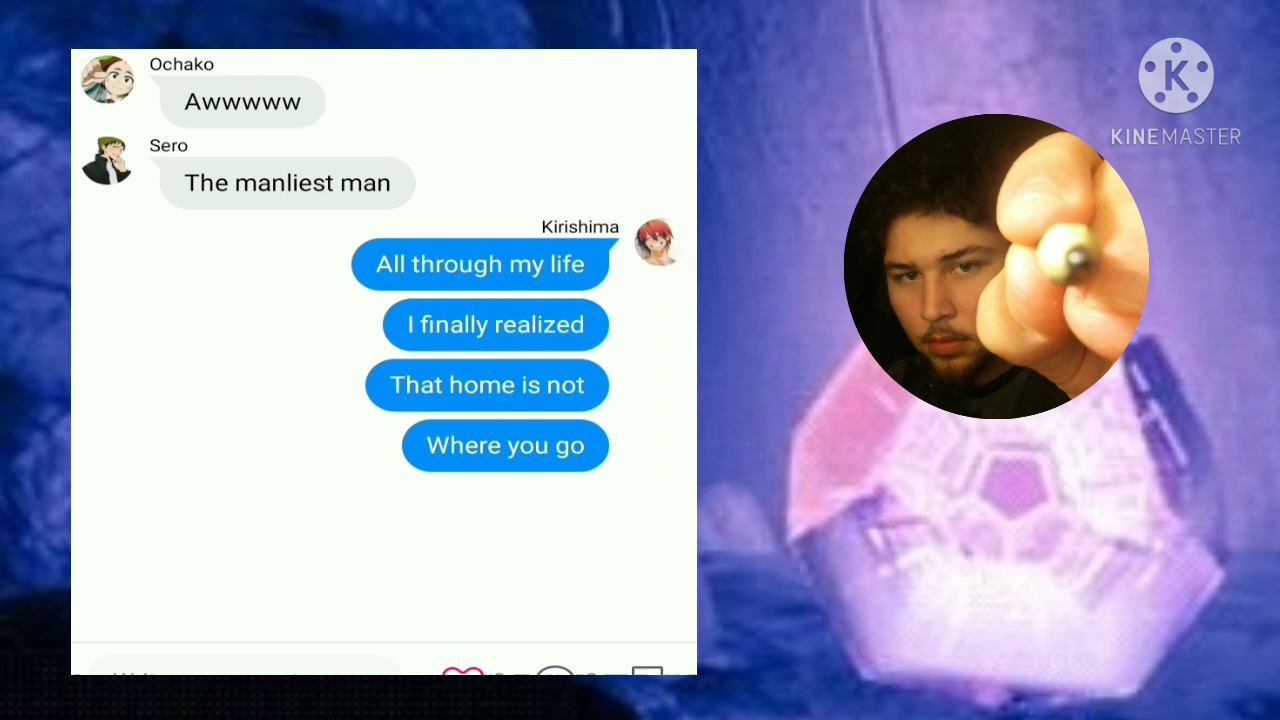 Ochako
Awwwww
Sero
The manliest man
Kirishima
All through my life
I finally realized
That home is not
Where you go
K
KINEMASTER